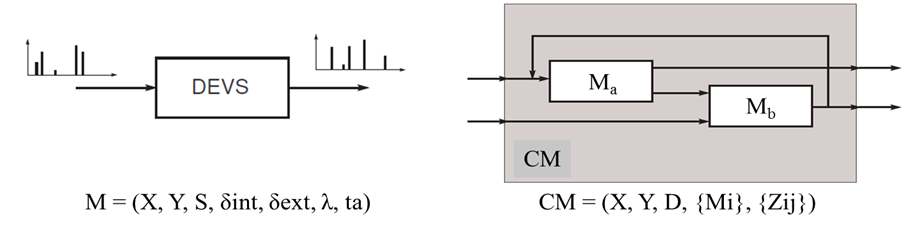 DEVS
M = (X, Y, S, δint, δext, λ, ta)
Ma
Mb
CM
CM = (X, Y, D, {Mi}, {Zij})